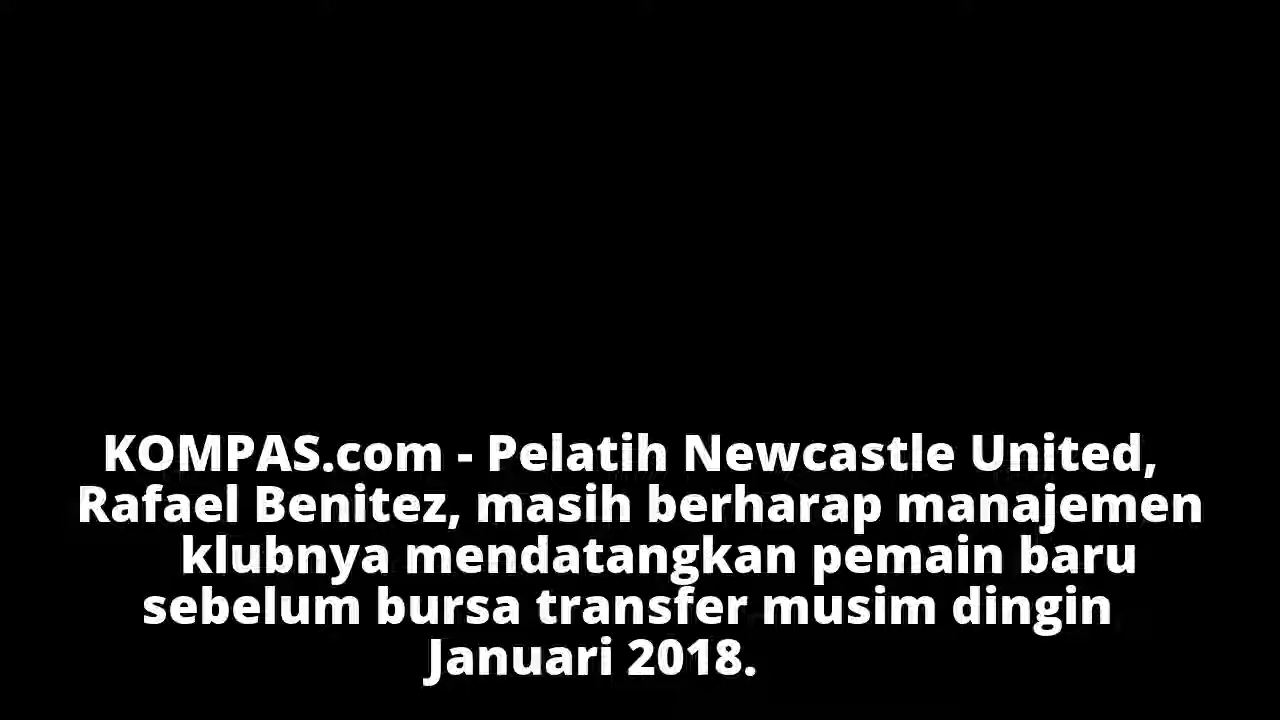 KOMPAS.com - Pelatih Newcastle United,
Rafael Benitez, masih berharap manajemen
klubnya mendatangkan pemain baru
sebelum bursa transfer musim dingin
Januari 2018.